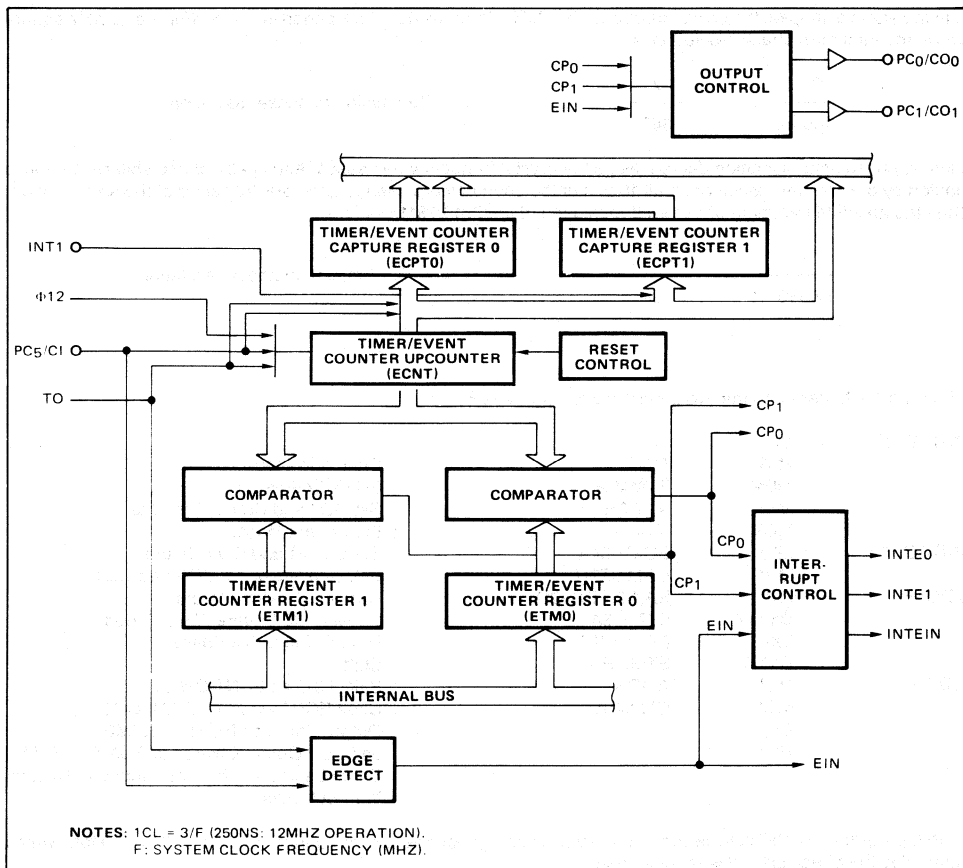 CP0
CP1
EIN
OUTPUT
CONTROL
PC0/CO0
PC1/CO1
TIMER/EVENT COUNTER
CAPTURE REGISTER 0
(ECPT0)
TIMER/EVENT COUNTER
CAPTURE REGISTER 1
(ECPT1)
INT1
Φ12
PC5/CI
TO
TIMER/EVENT
COUNTER UPCOUNTER
(ECNT)
RESET
CONTROL
CP1
CP0
COMPARATOR
COMPARATOR
CP0
CP1
EIN
INTER-
RUPT
CONTROL
INTE0
INTE1
INTEIN
TIMER/EVENT
COUNTER REGISTER 1
(ETM1)
TIMER/EVENT
COUNTER REGISTER 0
(ETM0)
INTERNAL BUS
EDGE
DETECT
EIN
NOTES: 1CL = 3/F (250NS: 12MHZ OPERATION).
F: SYSTEM CLOCK FREQUENCY (MHZ).